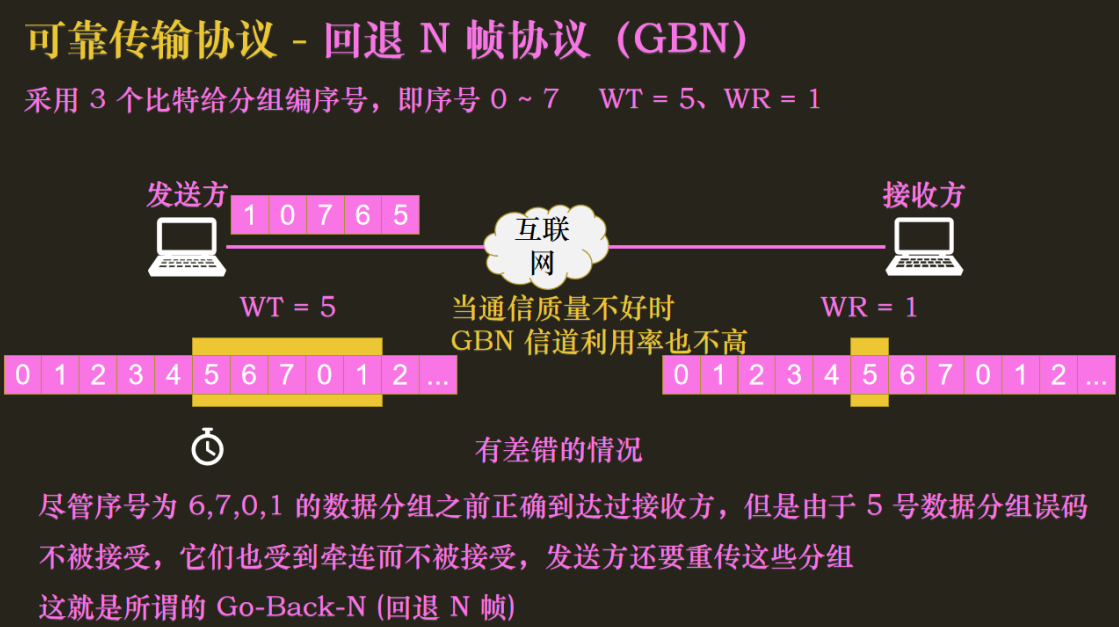 可靠传输协议 - 回退 N 帧协议（GBN）
采用 3 个比特给分组编序号，即序号 0 ~ 7 WT = 5、WR = 1
发送方
1 0 7 6 5
互联
网
接收方
WT = 5
当通信质量不好时
GBN 信道利用率也不高
WR = 1
0 1 2 3 4 5 6 7 0 1 2 ...
0 1 2 3 4 5 6 7 0 1 2 ...
有差错的情况
尽管序号为 6,7,0,1 的数据分组之前正确到达过接收方，但是由于 5 号数据分组误码
不被接受，它们也受到牵连而不被接受，发送方还要重传这些分组
这就是所谓的 Go-Back-N (回退 N 帧)